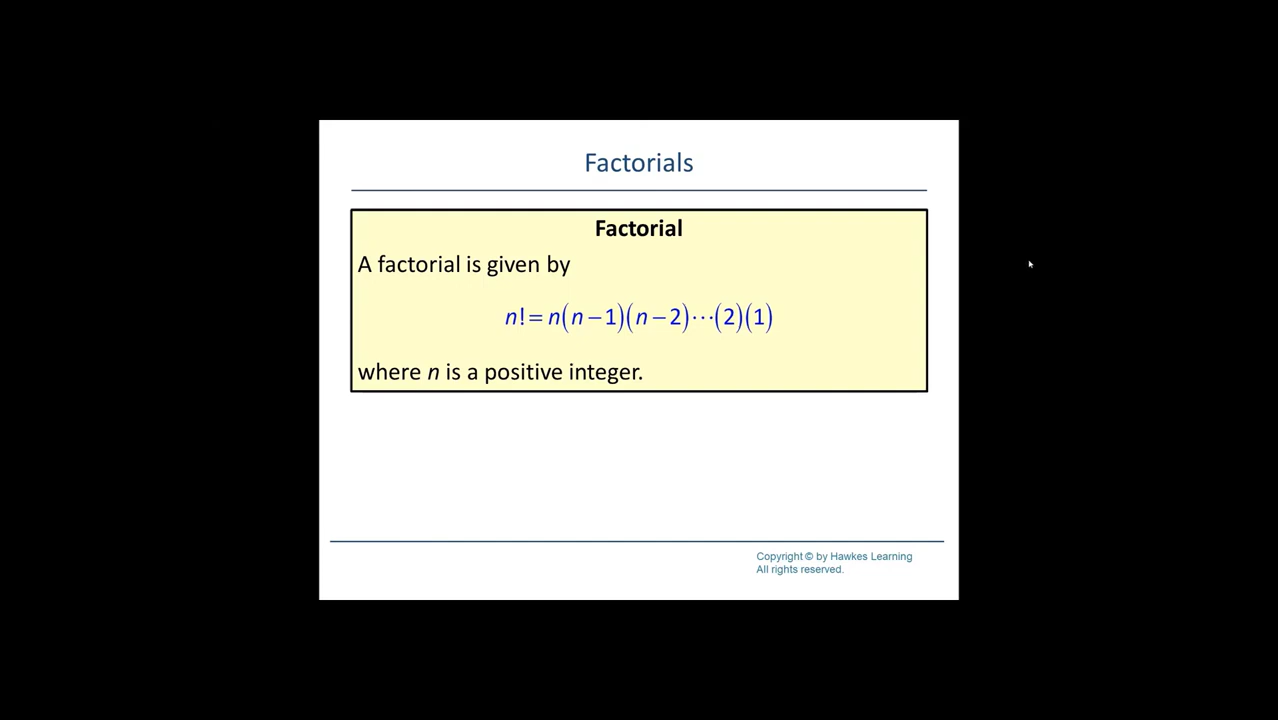 Factorials
Factorial
A factorial is given by
n! = n(n − 1)(n − 2)⋯(2)(1)
where n is a positive integer.
Copyright © by Hawkes Learning
All rights reserved.